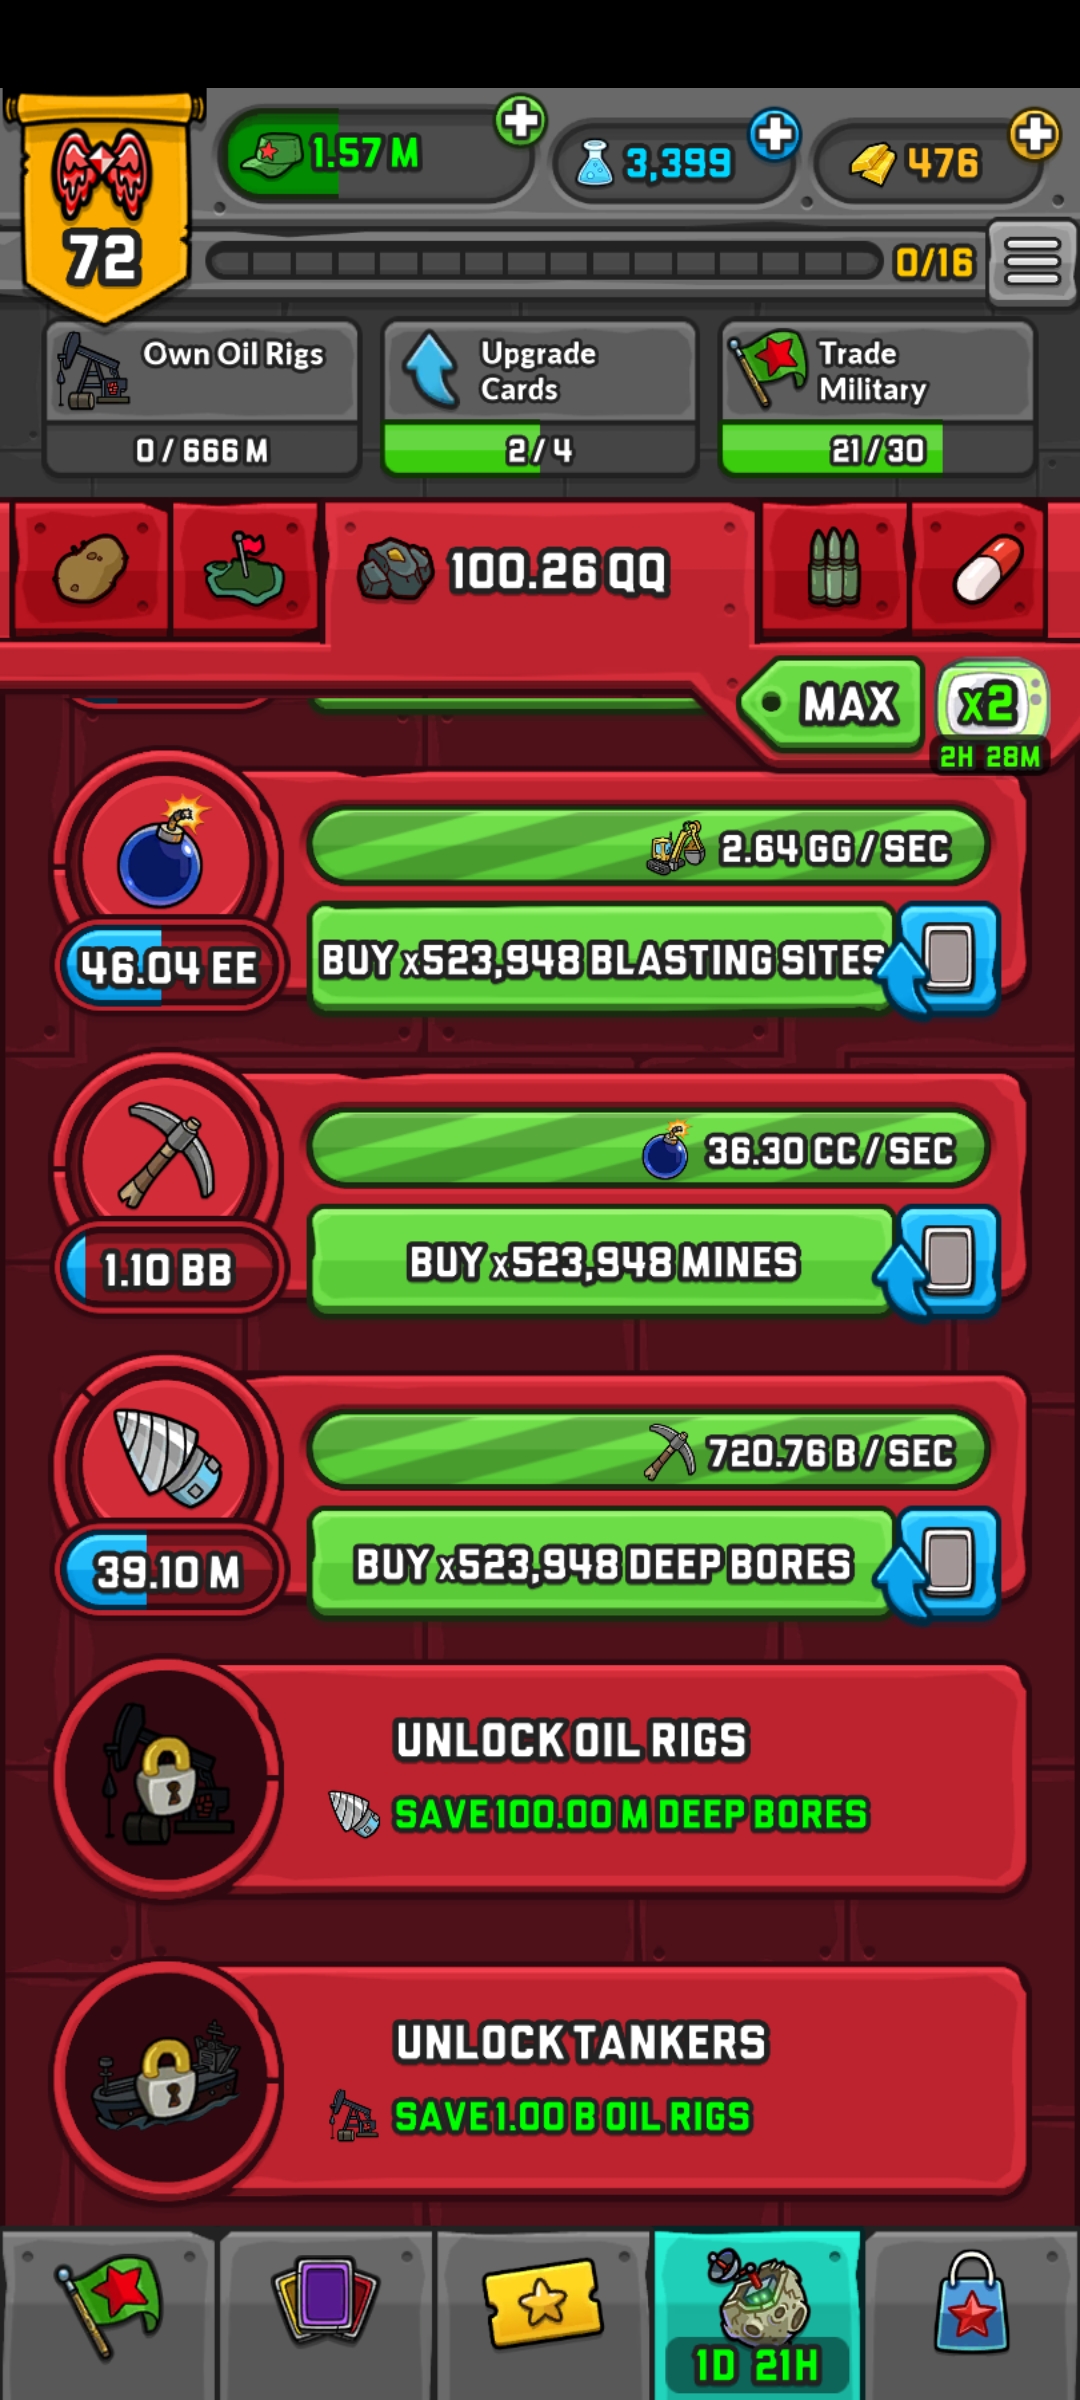 72
1.57 M
3,399
476
0/16
Own Oil Rigs
0 / 666 M
Upgrade
Cards
2 / 4
Trade
Military
21 / 30
100.26 QQ
MAX
x2
2H 28M
2.64 GG / SEC
46.04 EE
BUY x523,948 BLASTING SITES
36.30 CC / SEC
1.10 BB
BUY x523,948 MINES
720.76 B / SEC
39.10 M
BUY x523,948 DEEP BORES
UNLOCK OIL RIGS
SAVE 100.00 M DEEP BORES
UNLOCK TANKERS
SAVE 1.00 B OIL RIGS
1D 21H